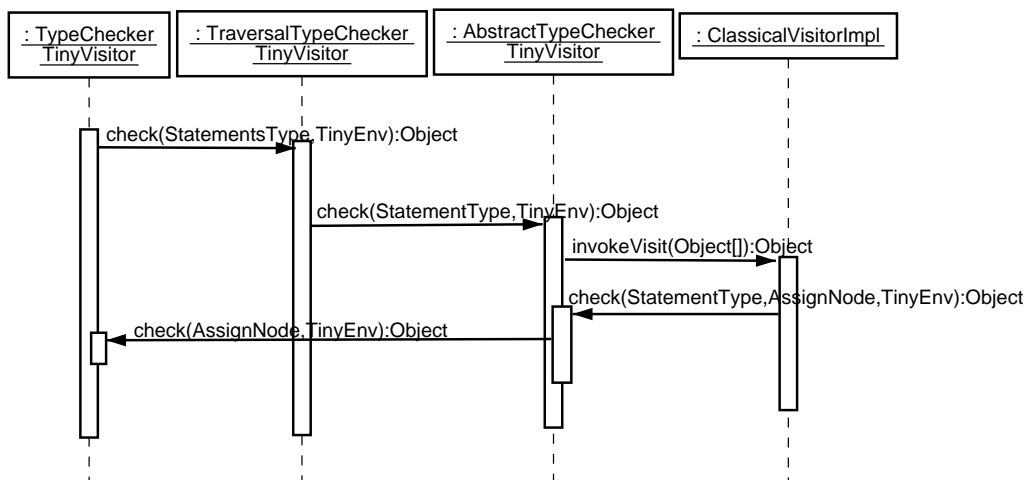 : TypeChecker
TinyVisitor
: TraversalTypeChecker
TinyVisitor
: AbstractTypeChecker
TinyVisitor
: ClassicalVisitorImpl
check(StatementsType,TinyEnv):Object
check(StatementType,TinyEnv):Object
invokeVisit(Object[]):Object
check(StatementType,AssignNode,TinyEnv):Object
check(AssignNode,TinyEnv):Object